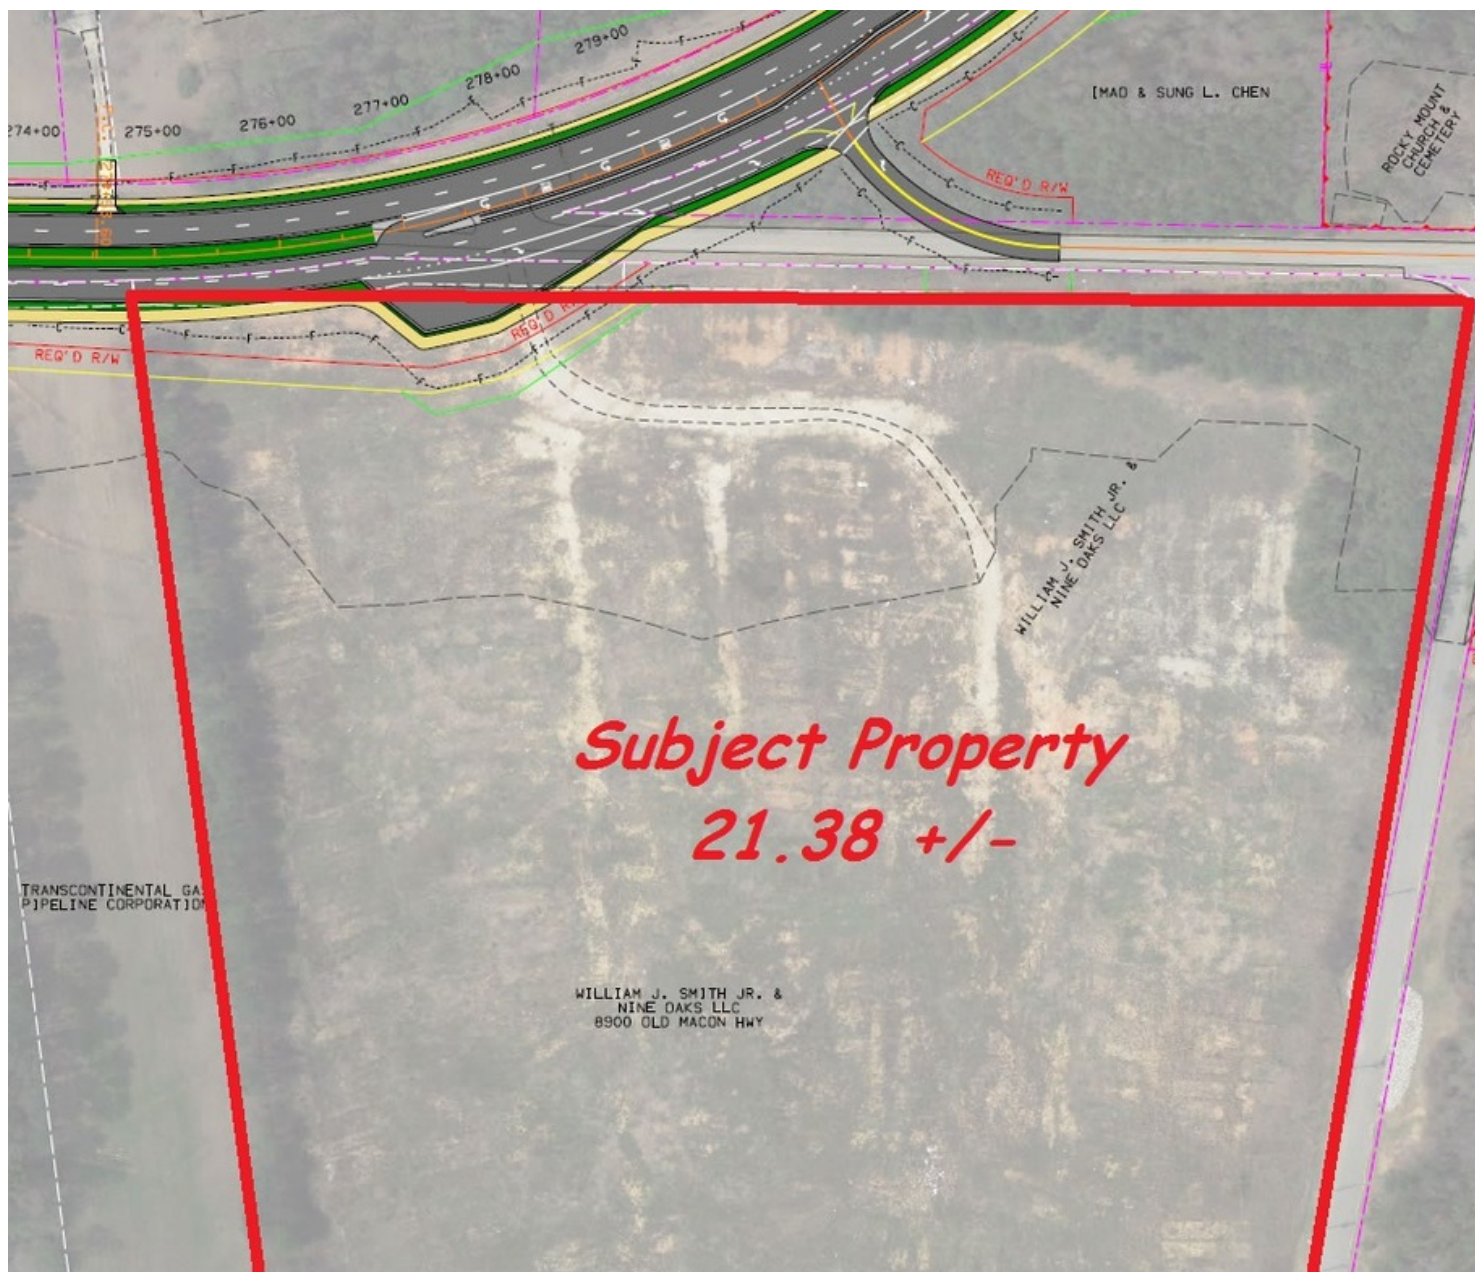 279+00
278+00
277+00
276+00
275+00
274+00
[MAO & SUNG L. CHEN
ROCKY MOUNT
CHURCH &
CEMETERY
REQ'D R/W
REQ'D R/
REQ'D R/W
WILLIAM J. SMITH JR. &
NINE OAKS LLC
Subject Property
21.38 +/-
TRANSCONTINENTAL GA
PIPELINE CORPORATION
WILLIAM J. SMITH JR. &
NINE OAKS LLC
8900 OLD MACON HWY